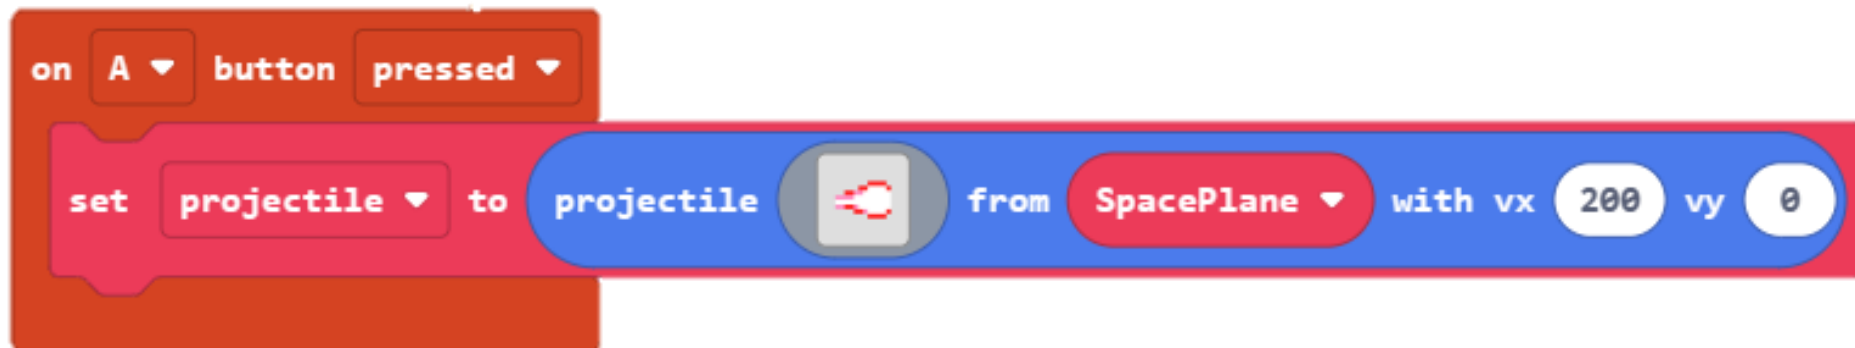 on A button pressed
set projectile to projectile from SpacePlane with vx 200 vy 0